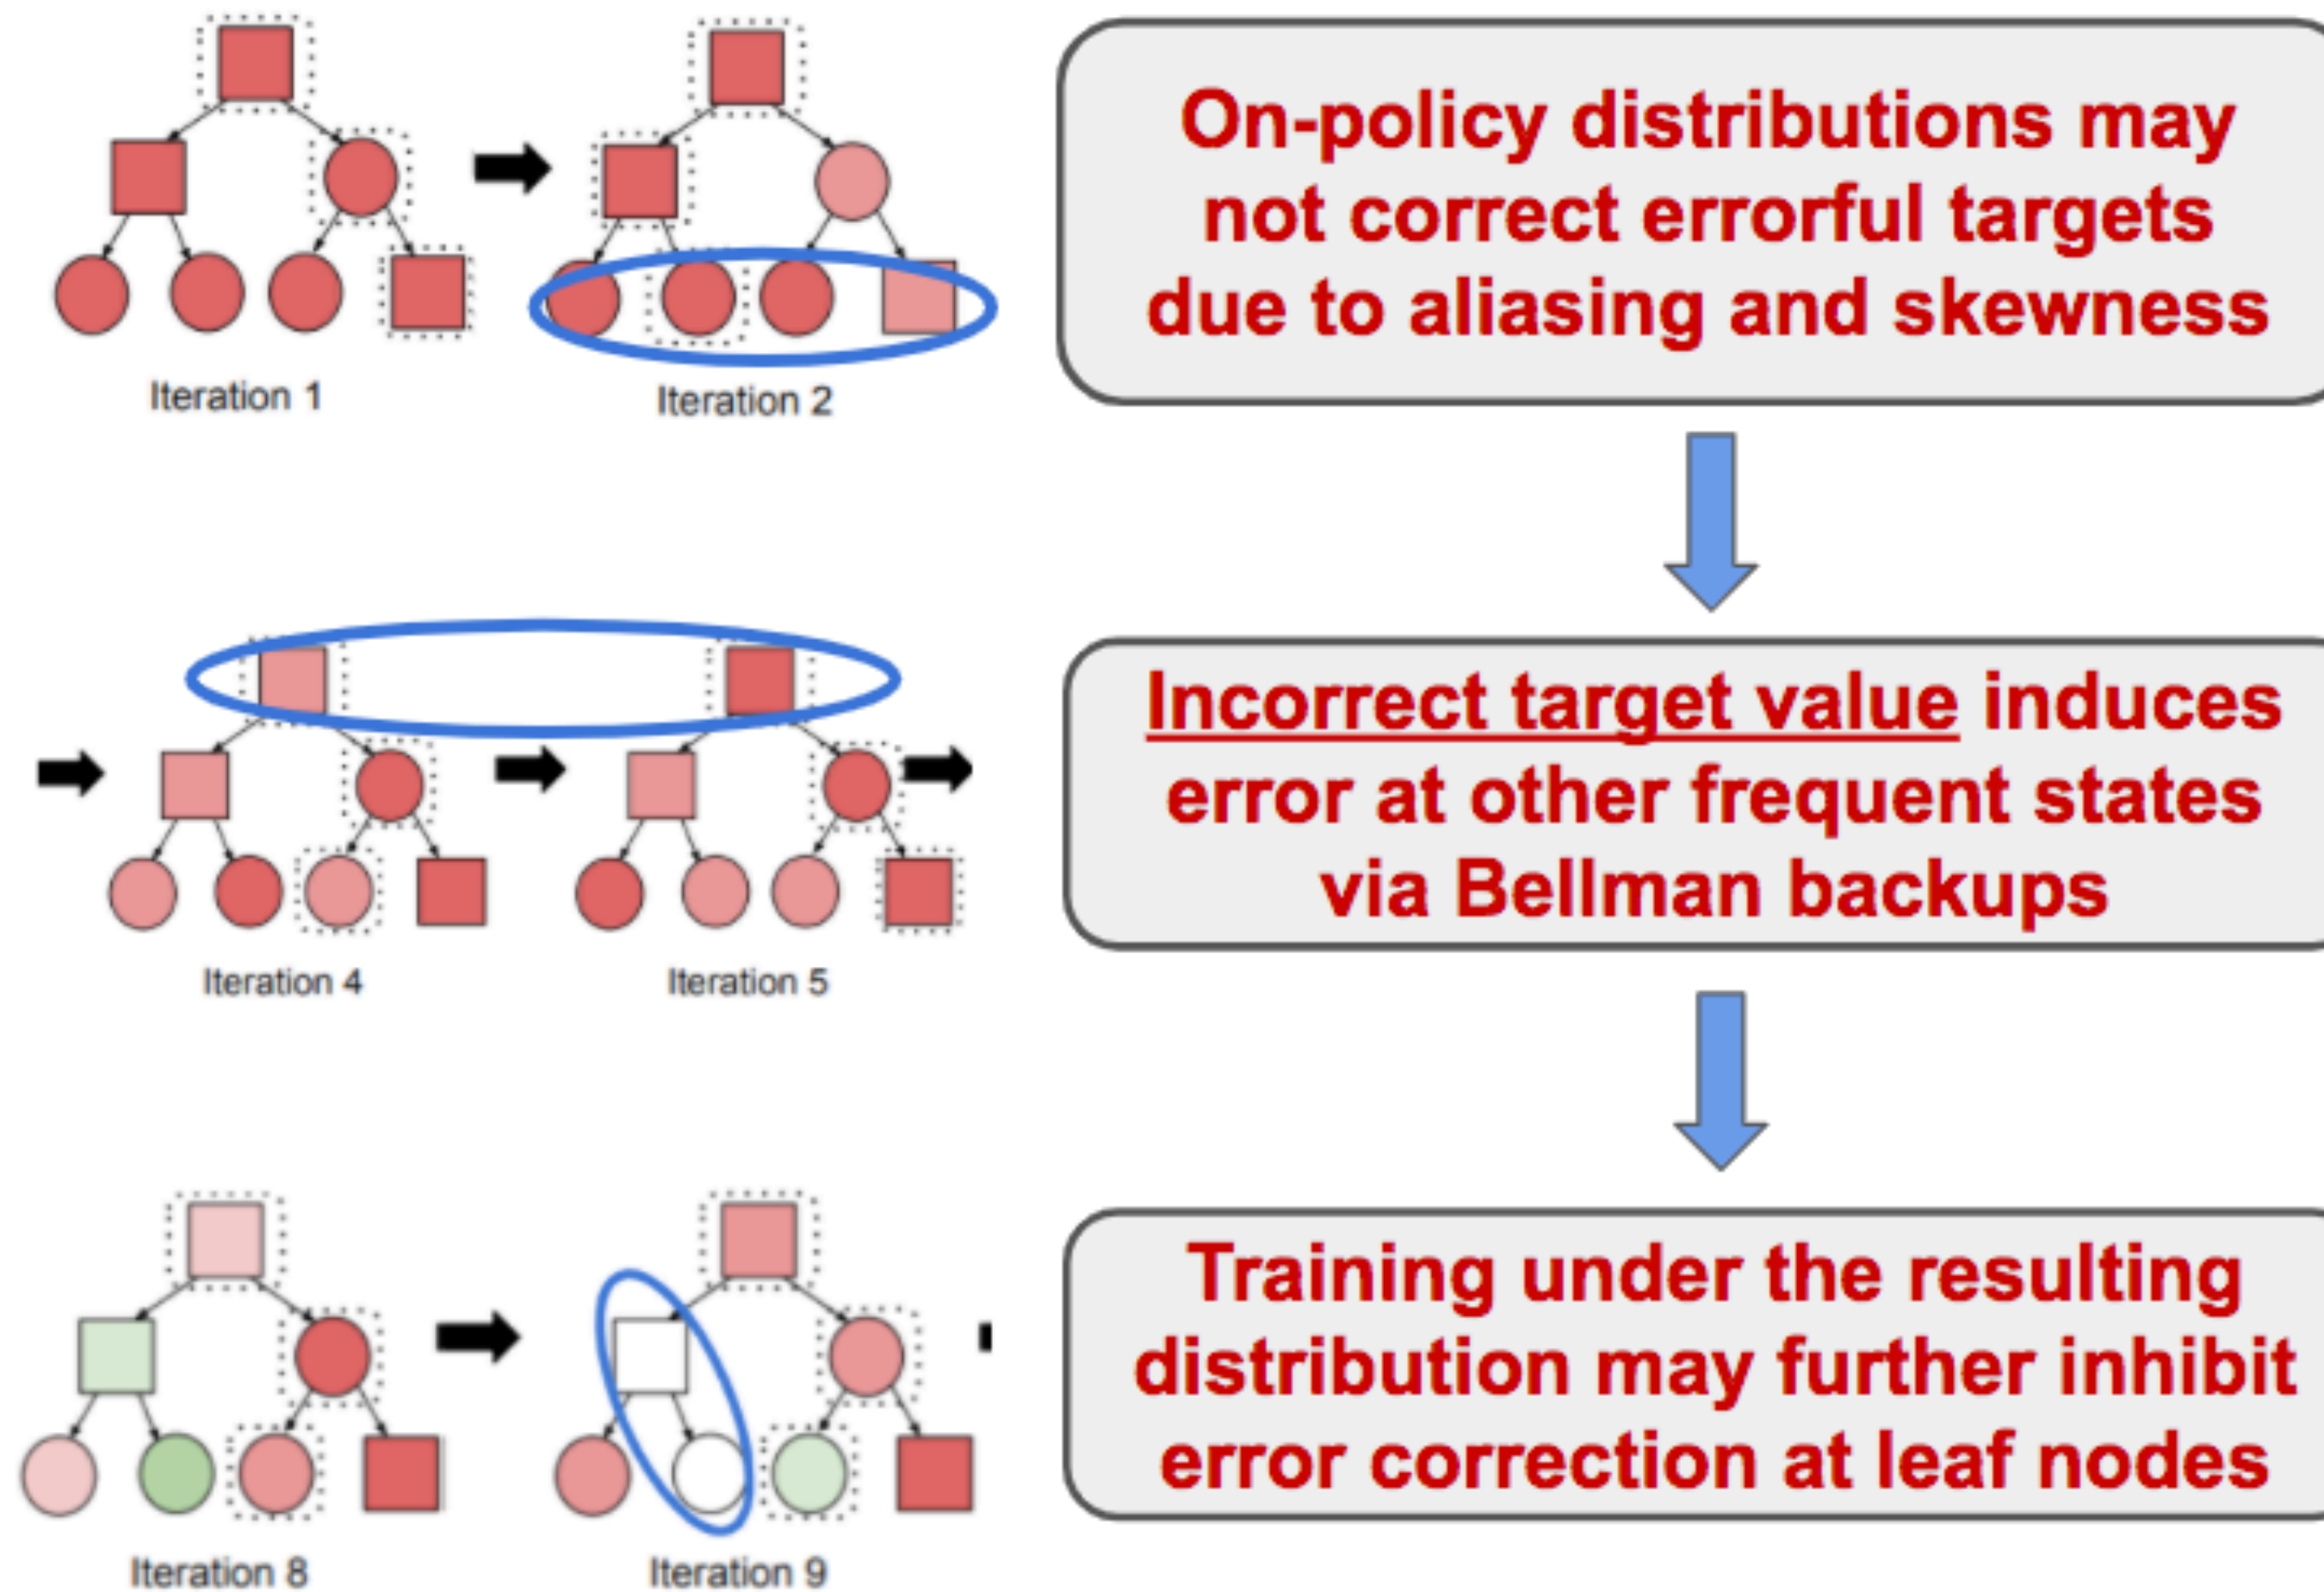 On-policy distributions may
not correct errorful targets
due to aliasing and skewness
Iteration 1
Iteration 2
Incorrect target value induces
error at other frequent states
via Bellman backups
Iteration 4
Iteration 5
Training under the resulting
distribution may further inhibit
error correction at leaf nodes
Iteration 8
Iteration 9